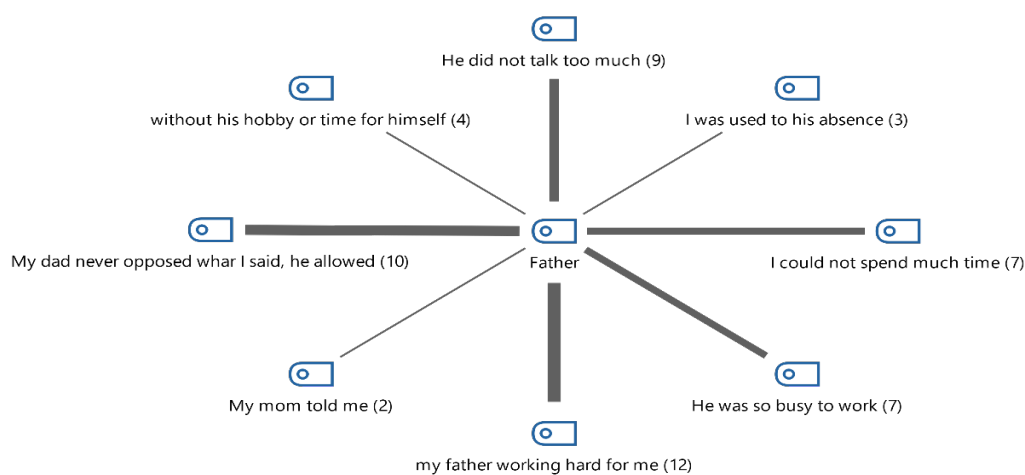 He did not talk too much (9)
without his hobby or time for himself (4)
I was used to his absence (3)
My dad never opposed whar I said, he allowed (10)
Father
I could not spend much time (7)
My mom told me (2)
He was so busy to work (7)
my father working hard for me (12)